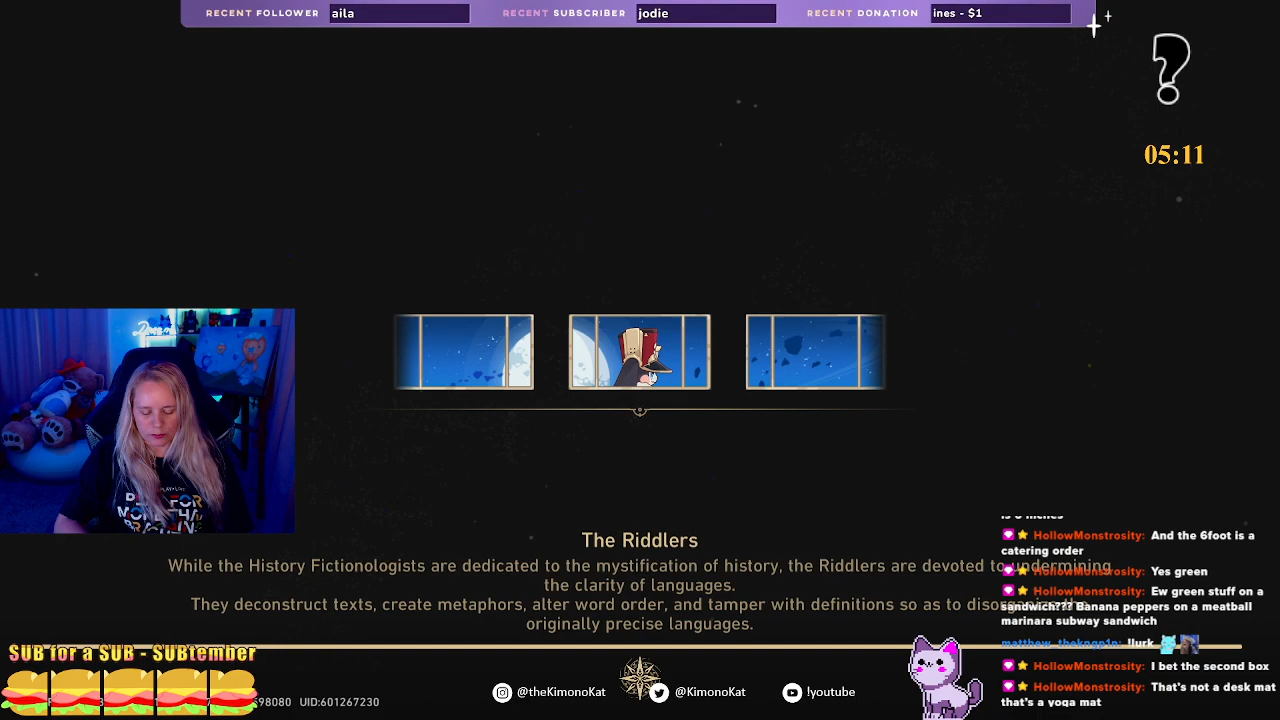 RECENT FOLLOWER aila RECENT SUBSCRIBER jodie RECENT DONATION ines - $1
05:11
The Riddlers
While the History Fictionologists are dedicated to the mystification of history, the Riddlers are devoted to undermining
the clarity of languages.
They deconstruct texts, create metaphors, alter word order, and tamper with definitions so as to disorganize the
originally precise languages.
HollowMonstrosity: And the 6foot is a
catering order
HollowMonstrosity: Yes green
HollowMonstrosity: Ew green stuff on a
sandwich??? Banana peppers on a meatball
marinara subway sandwich
matthew_thekngp1n: !lurk
HollowMonstrosity: I bet the second box
HollowMonstrosity: That's not a desk mat
that's a yoga mat
SUB for a SUB - SUBtember
98080 UID:601267230
@theKimonoKat @KimonoKat lyoutube